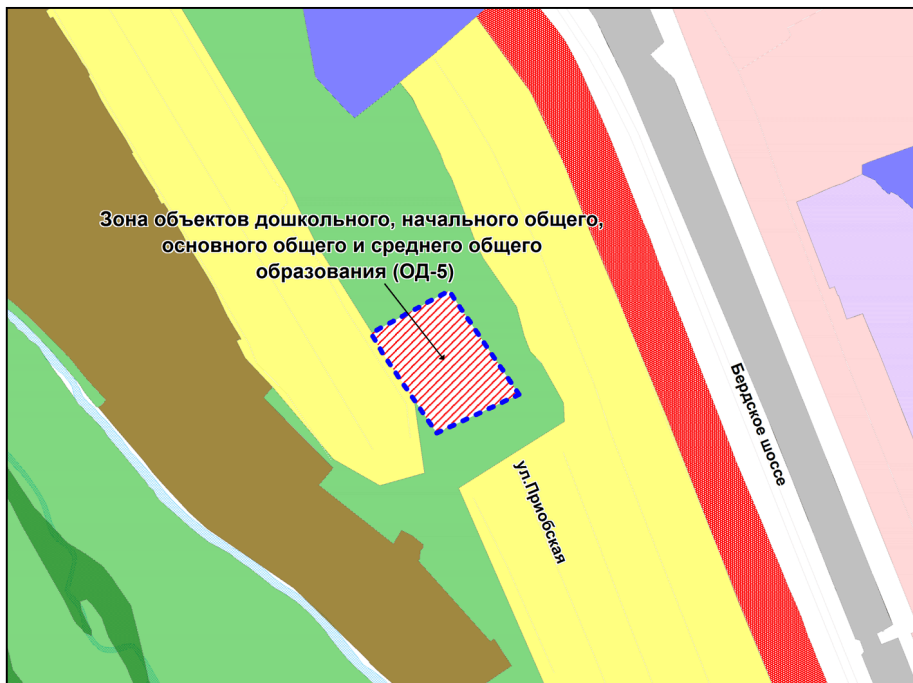 Зона объектов дошкольного, начального общего,
основного общего и среднего общего
образования (ОД-5)
Бердское шоссе
ул.Приобская